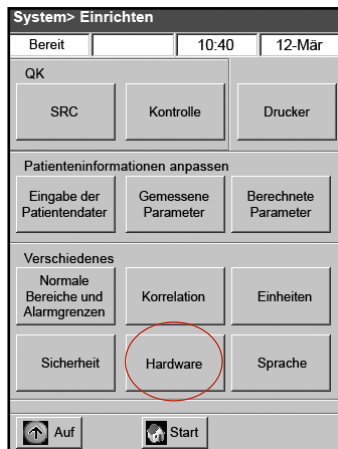 System> Einrichten
Bereit 10:40 12-Mär
QK
SRC Kontrolle Drucker
Patienteninformationen anpassen
Eingabe der Patientendater
Gemessene Parameter
Berechnete Parameter
Verschiedenes
Normale Bereiche und Alarmgrenzen
Korrelation
Einheiten
Sicherheit Hardware Sprache
Auf Start